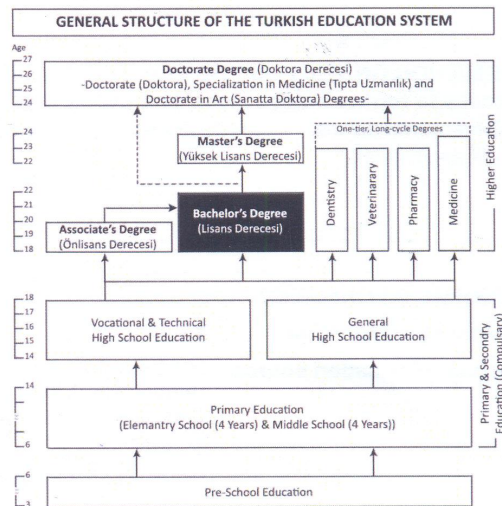 GENERAL STRUCTURE OF THE TURKISH EDUCATION SYSTEM
Age
27
26
25
24
Doctorate Degree (Doktora Derecesi)
-Doctorate (Doktora), Specialization in Medicine (Tıpta Uzmanlık) and
Doctorate in Art (Sanatta Doktora) Degrees-
24
23
22
Master's Degree
(Yüksek Lisans Derecesi)
One-tier, Long-cycle Degrees
Dentistry
Veterinarary
Pharmacy
Medicine
Higher Education
22
21
20
19
18
Associate's Degree
(Önlisans Derecesi)
Bachelor's Degree
(Lisans Derecesi)
18
17
16
15
14
Vocational & Technical
High School Education
General
High School Education
Primary & Secondry
Education (Compulsary)
14
6
Primary Education
(Elemantry School (4 Years) & Middle School (4 Years))
6
3
Pre-School Education